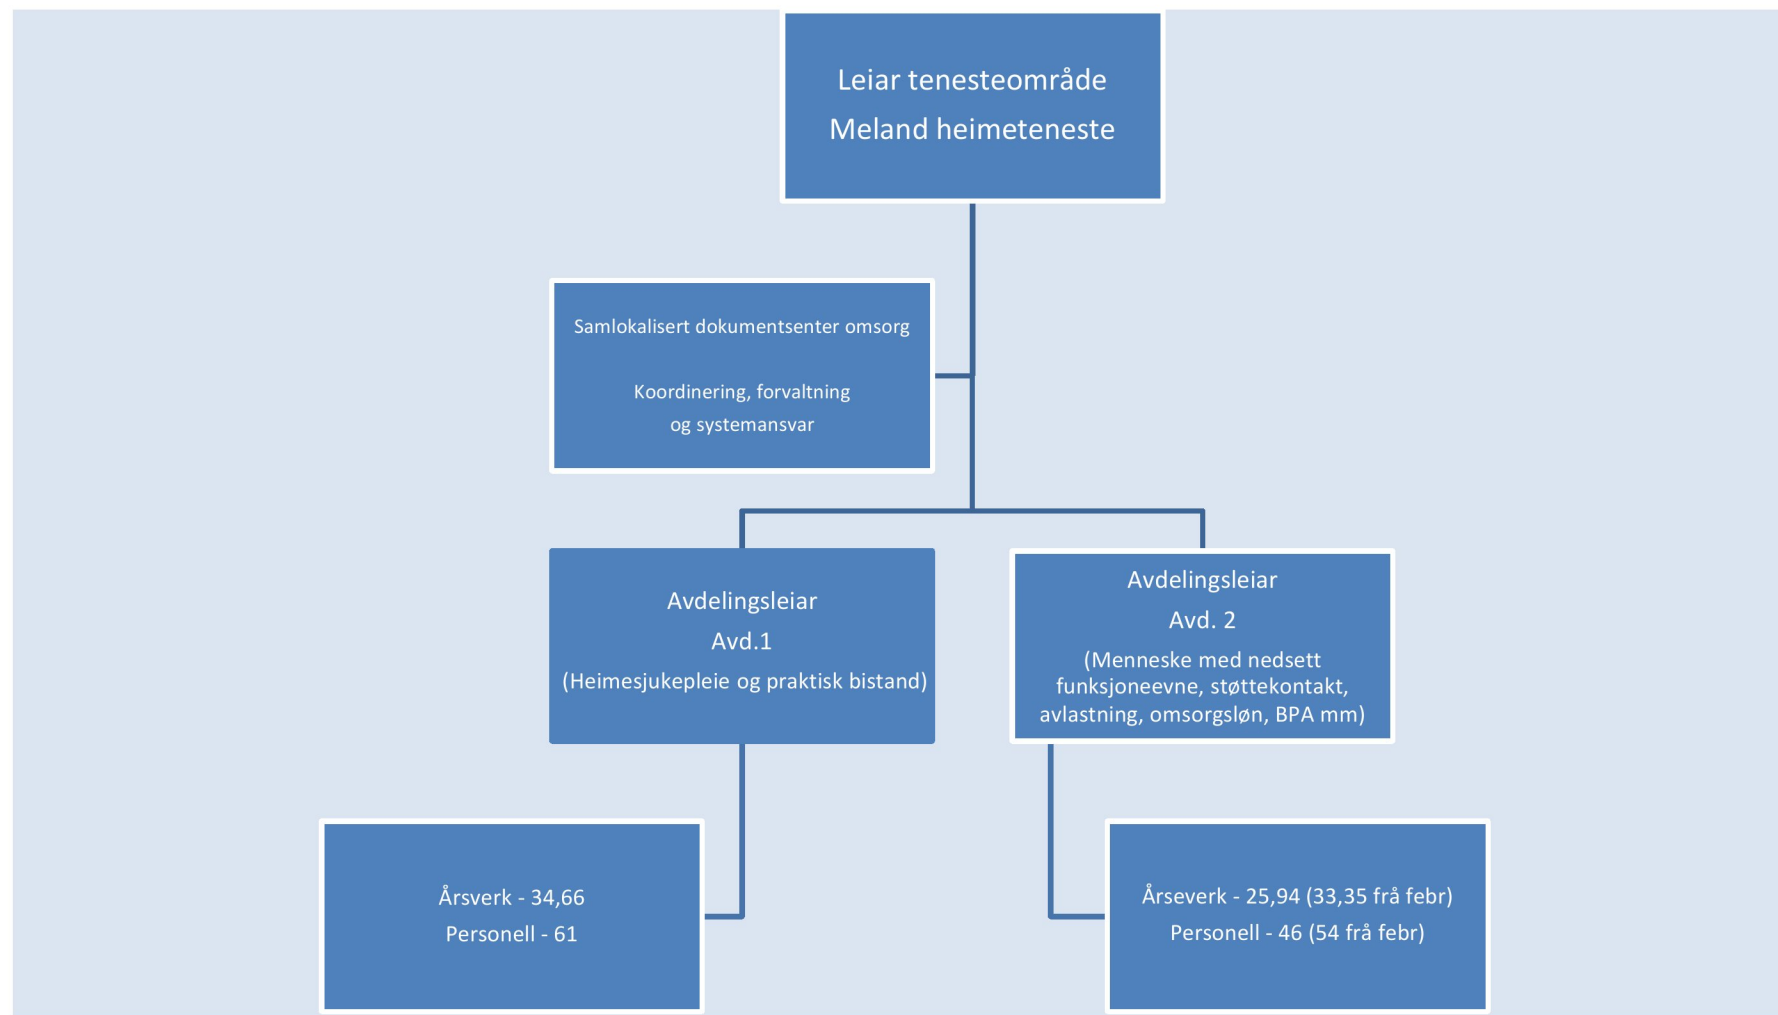 Leiar tenesteområde
Meland heimeteneste
Samlokalisert dokumentsenter omsorg
Koordinering, forvaltning
og systemansvar
Avdelingsleiar
Avd.1
(Heimesjukepleie og praktisk bistand)
Avdelingsleiar
Avd. 2
(Menneske med nedsett
funksjoneevne, støttekontakt,
avlastning, omsorgsløn, BPA mm)
Årsverk - 34,66
Personell - 61
Årseverk - 25,94 (33,35 frå febr)
Personell - 46 (54 frå febr)